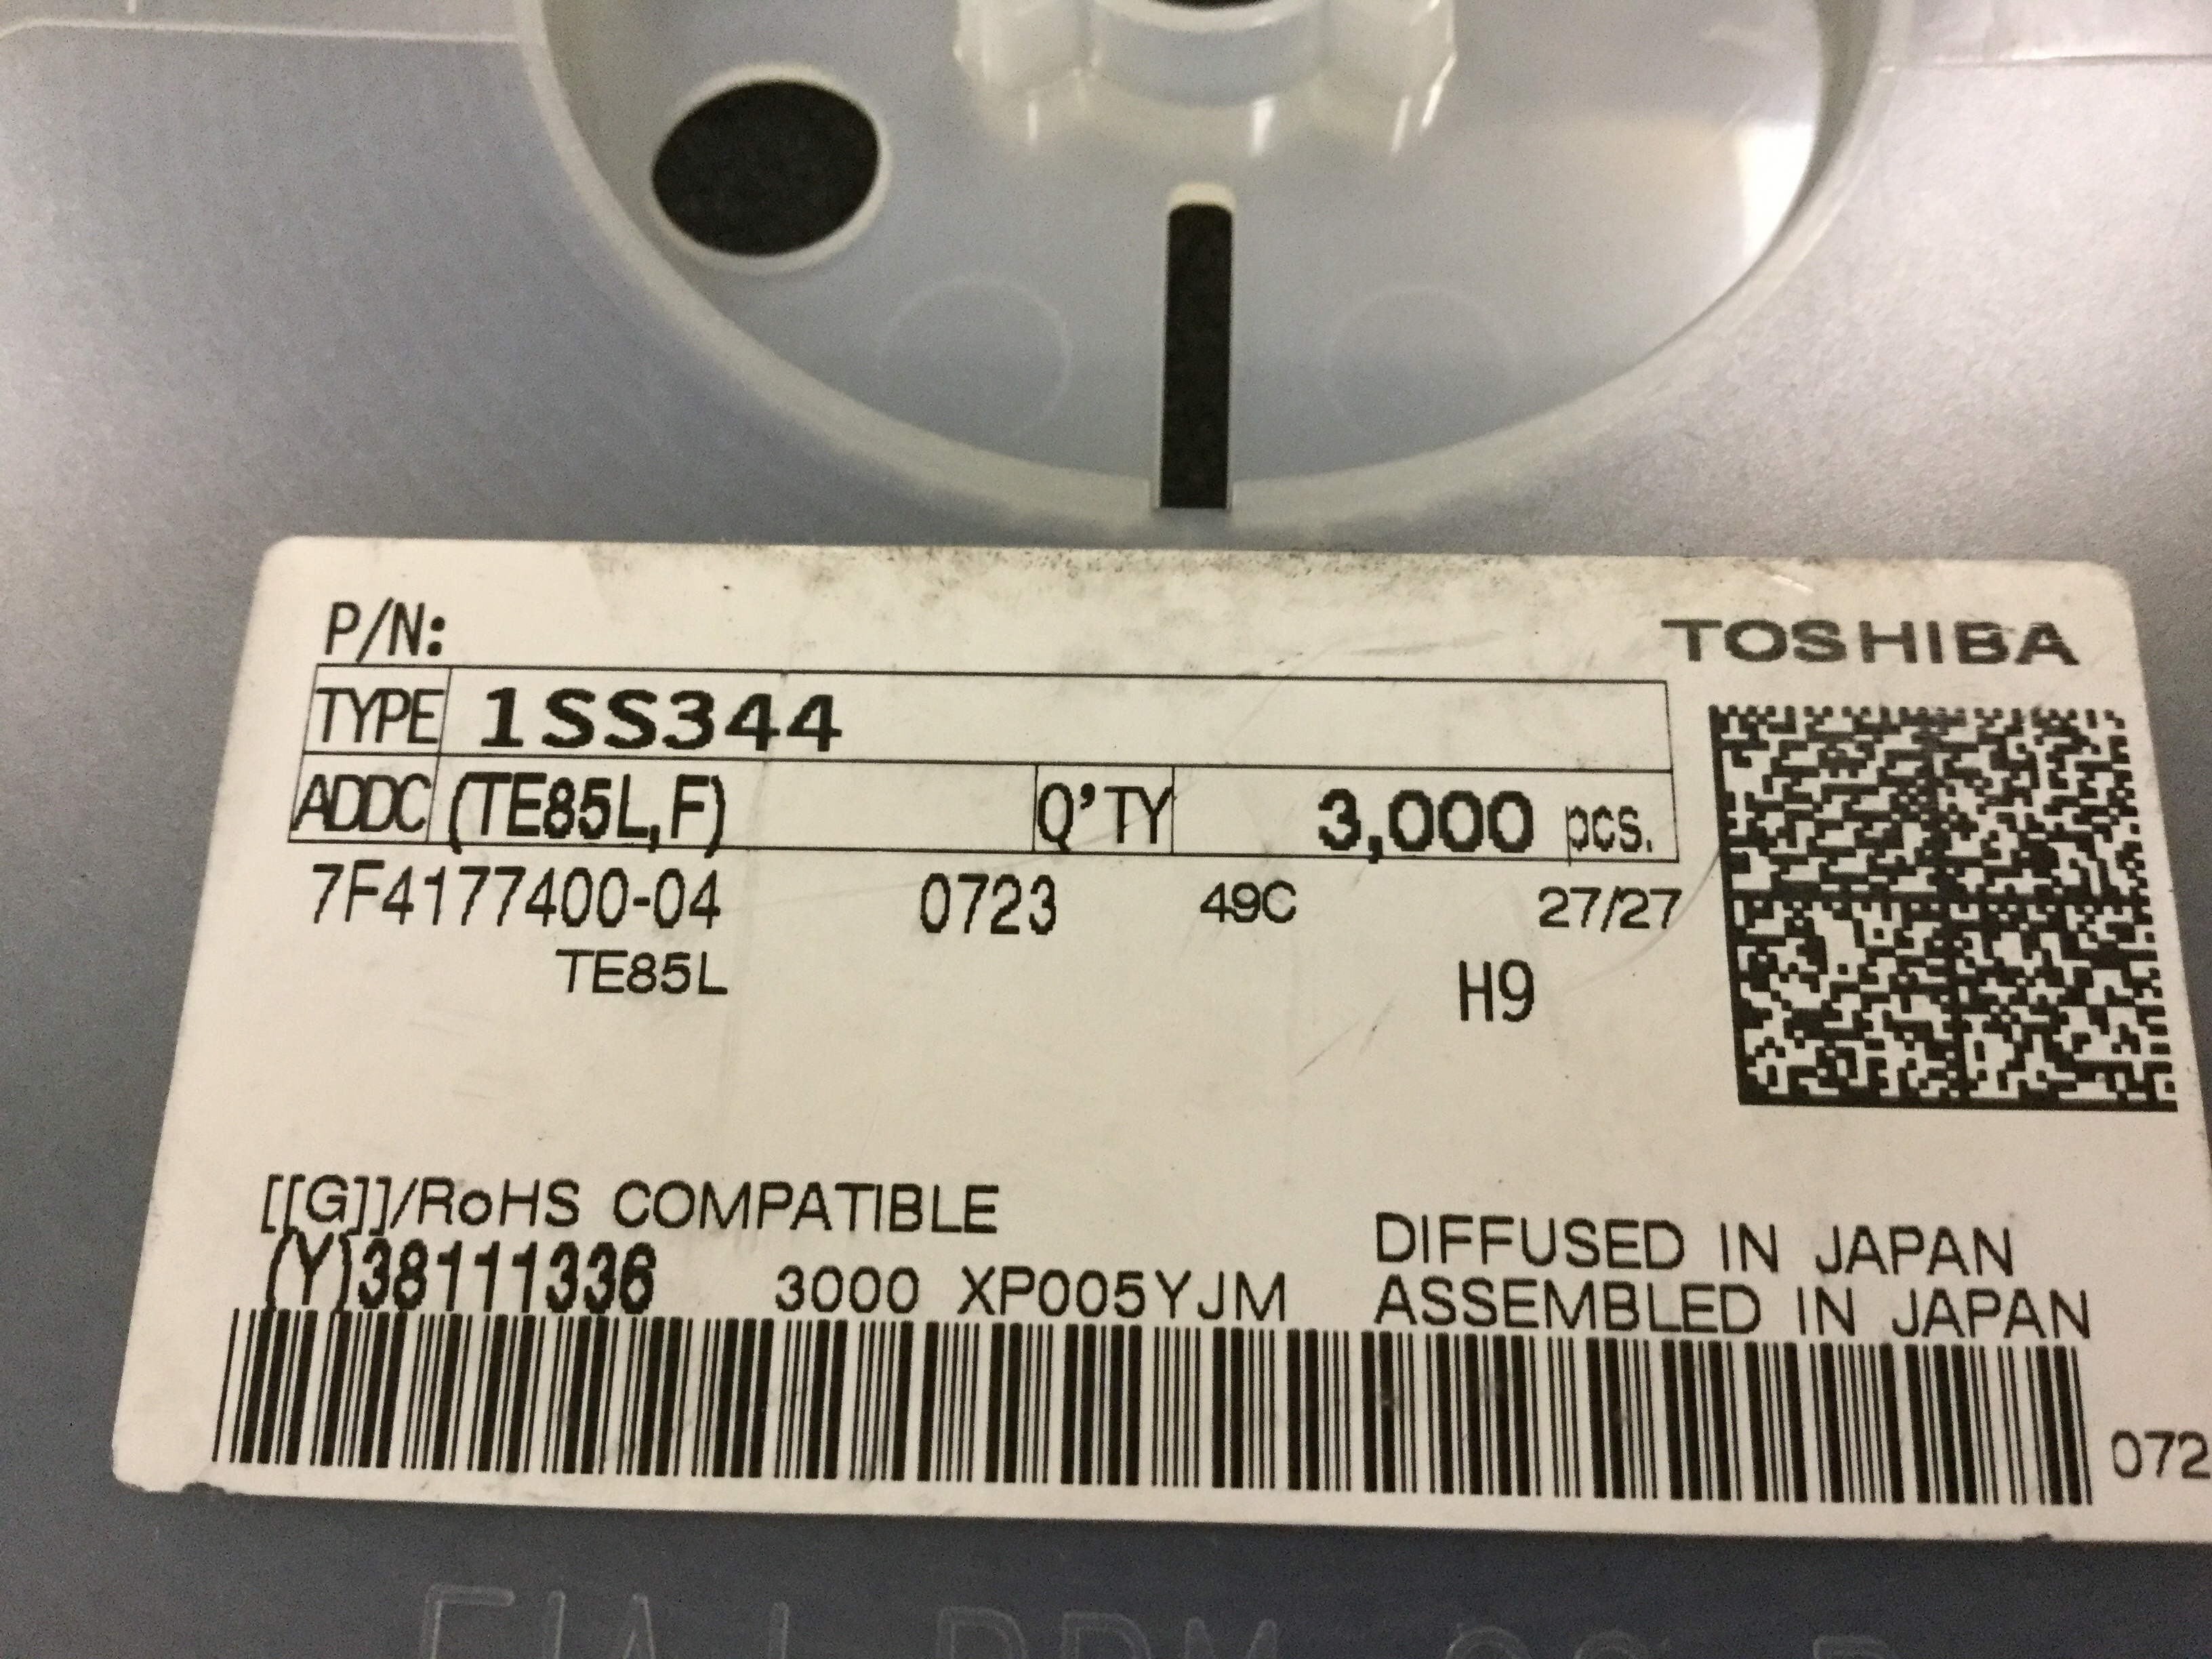 P/N:
TOSHIBA
TYPE 1SS344
ADDC (TE85L,F) Q'TY 3,000 pcs.
7F4177400-04 0723 49C 27/27
TE85L H9
[[G]]/RoHS COMPATIBLE
DIFFUSED IN JAPAN
(Y)38111336 3000 XP005YJM ASSEMBLED IN JAPAN
072